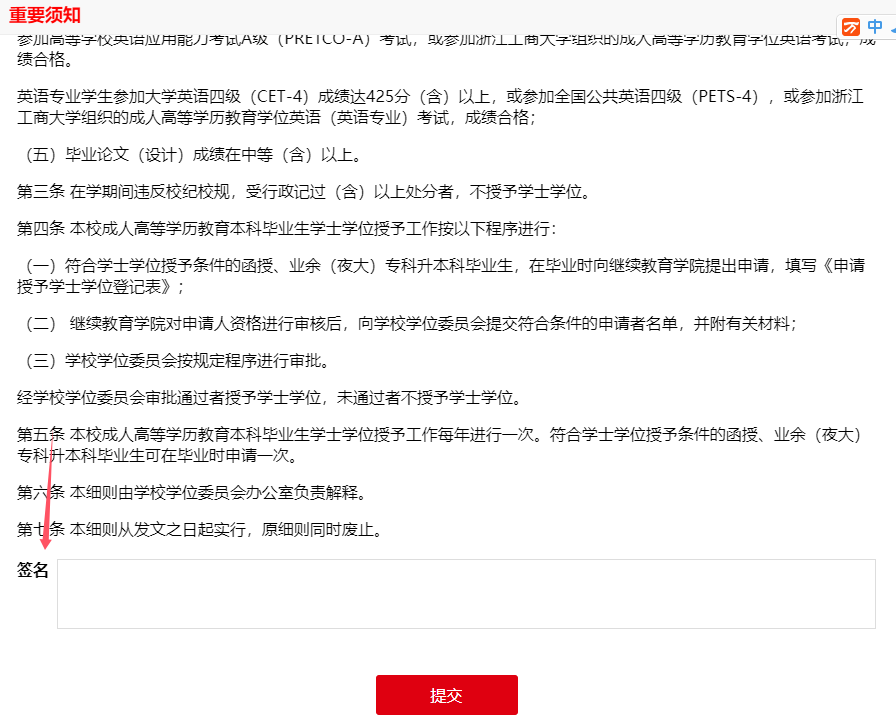 重要须知
中
参加高等学校英语应用能力考试A级（PRETCO-A）考试，或参加浙江工商大学组织的成人高等学历教育学位英语考试，成
绩合格。
英语专业学生参加大学英语四级（CET-4）成绩达425分（含）以上，或参加全国公共英语四级（PETS-4），或参加浙江
工商大学组织的成人高等学历教育学位英语（英语专业）考试，成绩合格；
（五）毕业论文（设计）成绩在中等（含）以上。
第三条 在学期间违反校纪校规，受行政记过（含）以上处分者，不授予学士学位。
第四条 本校成人高等学历教育本科毕业生学士学位授予工作按以下程序进行：
（一）符合学士学位授予条件的函授、业余（夜大）专科升本科毕业生，在毕业时向继续教育学院提出申请，填写《申请
授予学士学位登记表》；
（二） 继续教育学院对申请人资格进行审核后，向学校学位委员会提交符合条件的申请者名单，并附有关材料；
（三）学校学位委员会按规定程序进行审批。
经学校学位委员会审批通过者授予学士学位，未通过者不授予学士学位。
第五条 本校成人高等学历教育本科毕业生学士学位授予工作每年进行一次。符合学士学位授予条件的函授、业余（夜大）
专科升本科毕业生可在毕业时申请一次。
第六条 本细则由学校学位委员会办公室负责解释。
第七条 本细则从发文之日起实行，原细则同时废止。
签名
提交